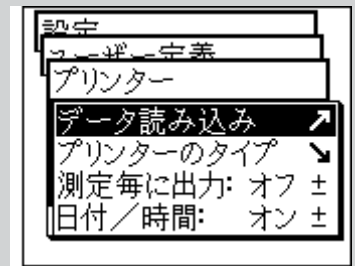 設定
ユーザー定義
プリンター
データ読み込み ↗
プリンターのタイプ ↘
測定毎に出力: オフ ±
日付／時間: オン ±